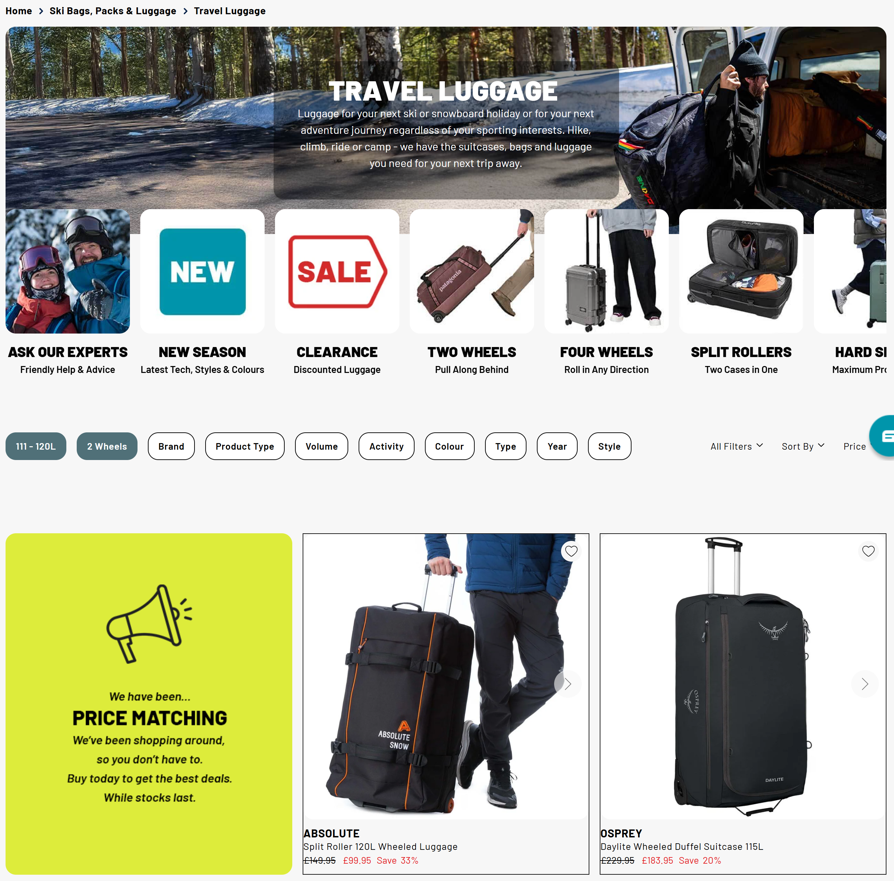 Home > Ski Bags, Packs & Luggage > Travel Luggage
TRAVEL LUGGAGE
Luggage for your next ski or snowboard holiday or for your next
adventure journey regardless of your sporting interests. Hike,
climb, ride or camp - we have the suitcases, bags and luggage
you need for your next trip away.
NEW
SALE
patagonia
ASK OUR EXPERTS
Friendly Help & Advice
NEW SEASON
Latest Tech, Styles & Colours
CLEARANCE
Discounted Luggage
TWO WHEELS
Pull Along Behind
FOUR WHEELS
Roll in Any Direction
SPLIT ROLLERS
Two Cases in One
HARD
Maximum
111 - 120L
2 Wheels
Brand
Product Type
Volume
Activity
Colour
Type
Year
Style
All Filters
Sort By
Price
We have been...
PRICE MATCHING
We've been shopping around,
so you don't have to.
Buy today to get the best deals.
While stocks last.
ABSOLUTE
SNOW
ABSOLUTE
Split Roller 120L Wheeled Luggage
£149.95 £99.95 Save 33%
OSPREY
DAYLITE
OSPREY
Daylite Wheeled Duffel Suitcase 115L
£229.95 £183.95 Save 20%